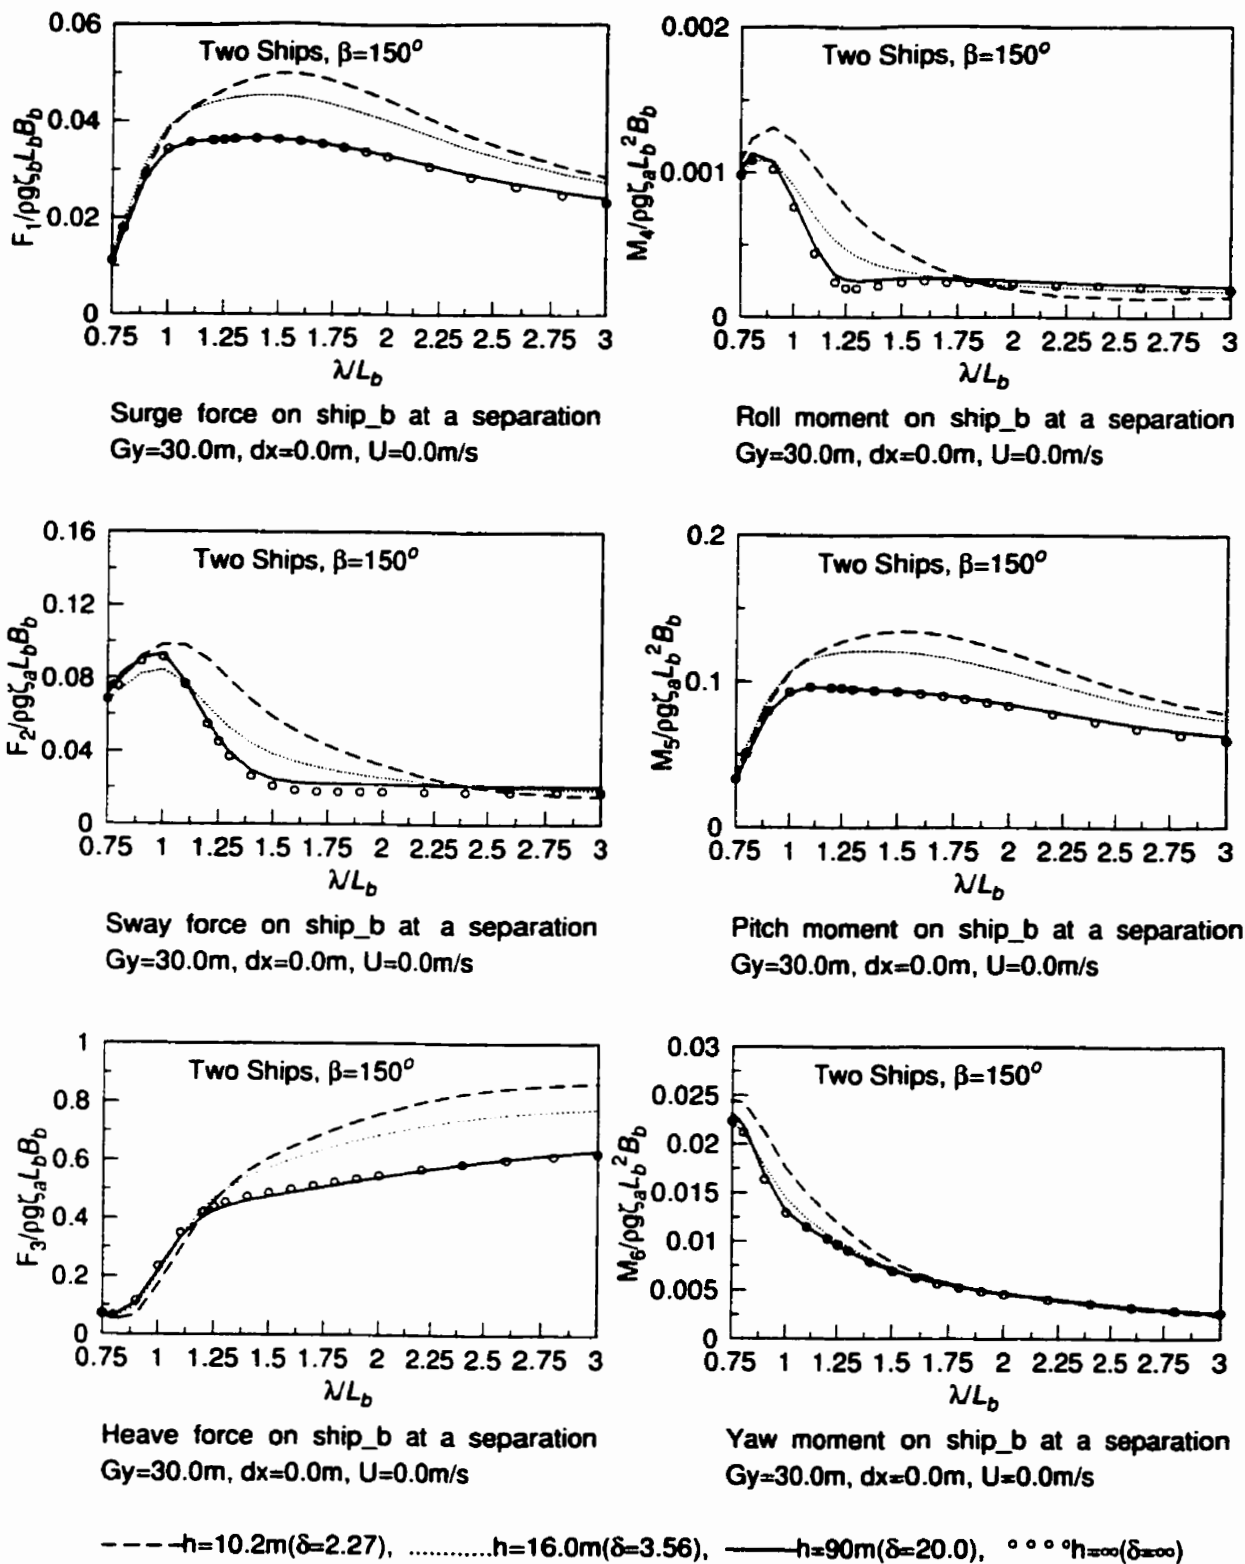 0.06
0.04
0.02
0
F₁/ρgζ_bL_bB_b
Two Ships, β=150°
0.75 1 1.25 1.5 1.75 2 2.25 2.5 2.75 3
λ/L_b
Surge force on ship_b at a separation
Gy=30.0m, dx=0.0m, U=0.0m/s
0.002
0.001
0
M₄/ρgζ_aL_b²B_b
Two Ships, β=150°
0.75 1 1.25 1.5 1.75 2 2.25 2.5 2.75 3
λ/L_b
Roll moment on ship_b at a separation
Gy=30.0m, dx=0.0m, U=0.0m/s
0.16
0.12
0.08
0.04
0
F₂/ρgζ_aL_bB_b
Two Ships, β=150°
0.75 1 1.25 1.5 1.75 2 2.25 2.5 2.75 3
λ/L_b
Sway force on ship_b at a separation
Gy=30.0m, dx=0.0m, U=0.0m/s
0.2
0.1
0
M₅/ρgζ_aL_b²B_b
Two Ships, β=150°
0.75 1 1.25 1.5 1.75 2 2.25 2.5 2.75 3
λ/L_b
Pitch moment on ship_b at a separation
Gy=30.0m, dx=0.0m, U=0.0m/s
1
0.8
0.6
0.4
0.2
0
F₃/ρgζ_aL_bB_b
Two Ships, β=150°
0.75 1 1.25 1.5 1.75 2 2.25 2.5 2.75 3
λ/L_b
Heave force on ship_b at a separation
Gy=30.0m, dx=0.0m, U=0.0m/s
0.03
0.025
0.02
0.015
0.01
0.005
0
M₆/ρgζ_aL_b²B_b
Two Ships, β=150°
0.75 1 1.25 1.5 1.75 2 2.25 2.5 2.75 3
λ/L_b
Yaw moment on ship_b at a separation
Gy=30.0m, dx=0.0m, U=0.0m/s
h=10.2m(δ=2.27), h=16.0m(δ=3.56), h=90m(δ=20.0), h=∞(δ=∞)